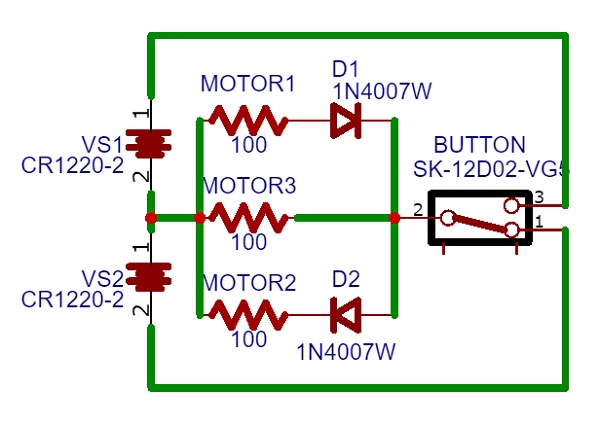 D1
MOTOR1
1N4007W
1
100
VS1
BUTTON
CR1220-2
SK-12D02-VG5
2
MOTOR3
3
2
1
100
1
VS2
MOTOR2
D2
CR1220-2
2
100
1N4007W